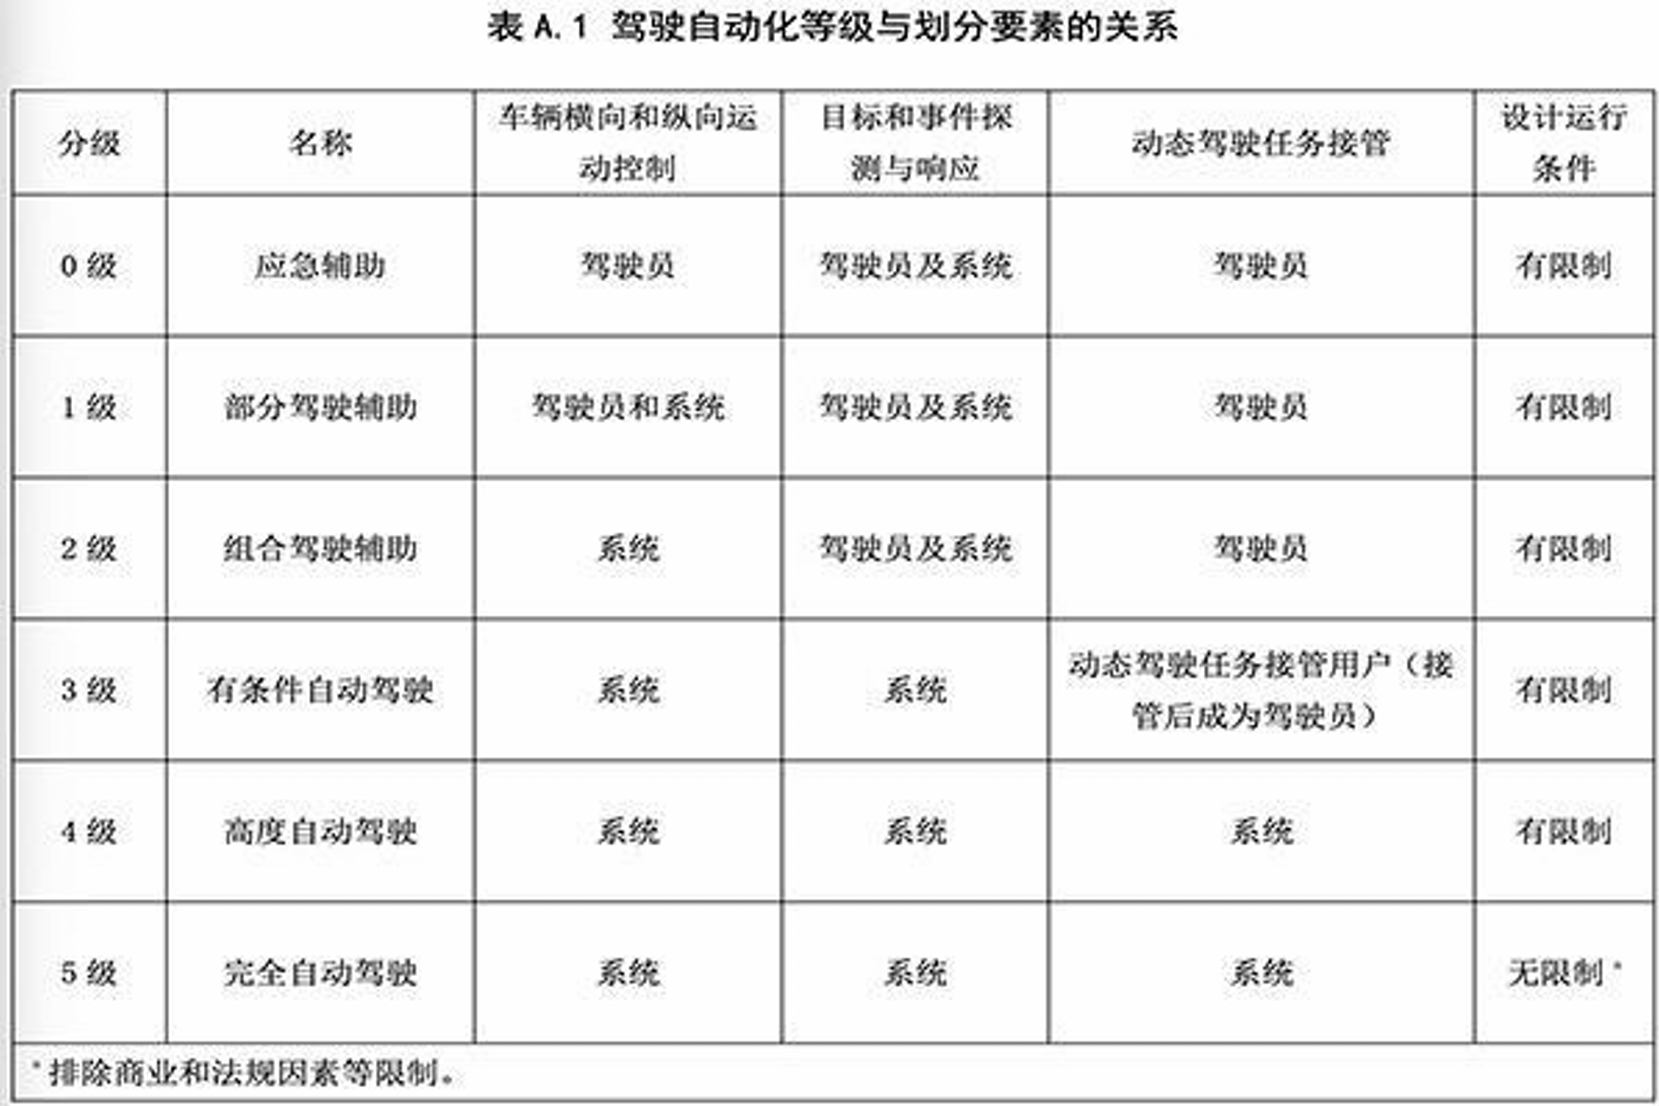 表 A.1 驾驶自动化等级与划分要素的关系
分级 名称 车辆横向和纵向运动控制 目标和事件探测与响应 动态驾驶任务接管 设计运行条件
0 级 应急辅助 驾驶员 驾驶员及系统 驾驶员 有限制
1 级 部分驾驶辅助 驾驶员和系统 驾驶员及系统 驾驶员 有限制
2 级 组合驾驶辅助 系统 驾驶员及系统 驾驶员 有限制
3 级 有条件自动驾驶 系统 系统 动态驾驶任务接管用户（接管后成为驾驶员） 有限制
4 级 高度自动驾驶 系统 系统 系统 有限制
5 级 完全自动驾驶 系统 系统 系统 无限制*
*排除商业和法规因素等限制。